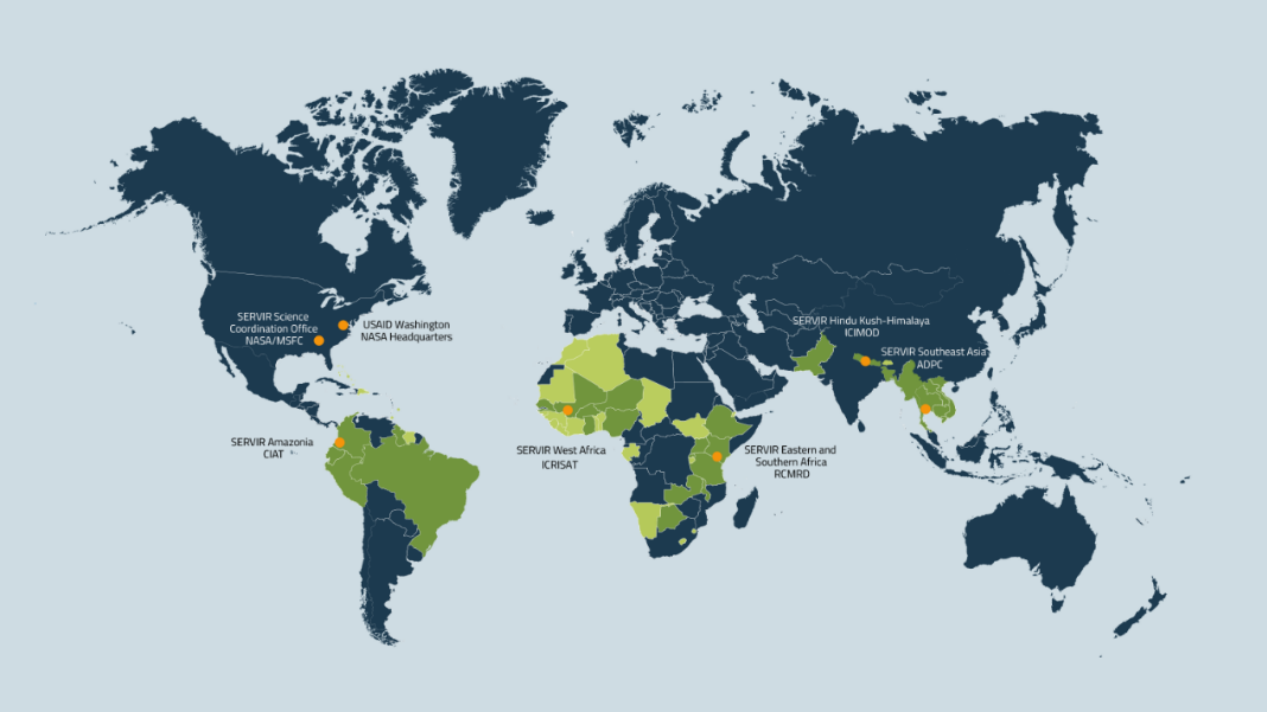 SERVIR Science
Coordination Office
NASA/MSFC
USAID Washington
NASA Headquarters
SERVIR Hindu Kush-Himalaya
ICIMOD
SERVIR Southeast Asia
ADPC
SERVIR Amazonia
CIAT
SERVIR West Africa
ICRISAT
SERVIR Eastern and
Southern Africa
RCMRD